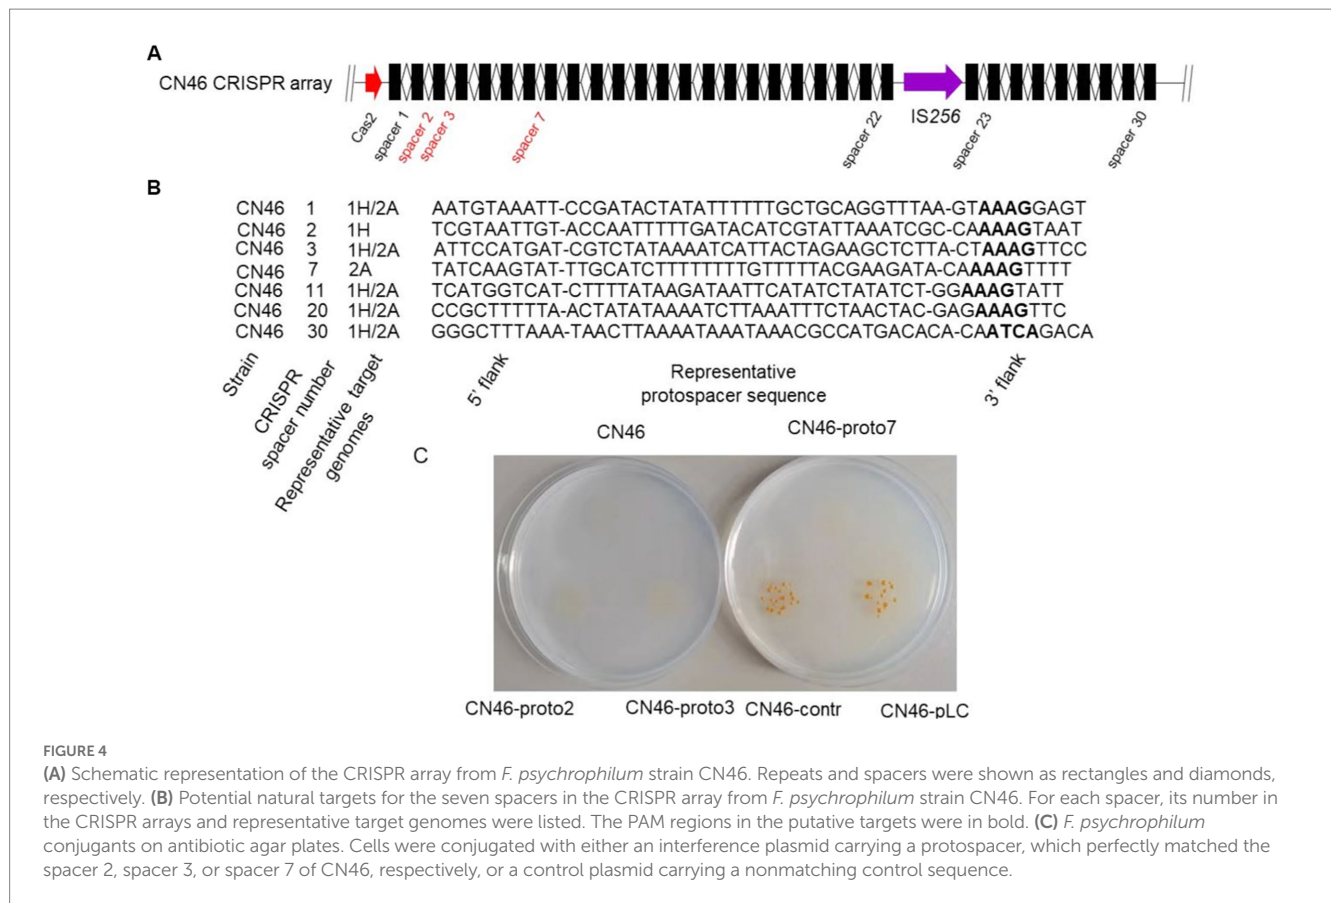 A
CN46 CRISPR array
IS256
Cas2
spacer 1
spacer 2
spacer 3
spacer 7
spacer 22
spacer 23
spacer 30
B
CN46 1 1H/2A AATGTAAATT-CCGATACTATATTTTTTGCTGCAGGTTTAA-GTAAAGGAGT
CN46 2 1H TCGTAATTGT-ACCAATTTTTGATACATCGTATTAAATCGC-CAAAAGTAAT
CN46 3 1H/2A ATTCCATGAT-CGTCTATAAAATCATTACTAGAAGCTCTTA-CTAAAGTTCC
CN46 7 2A TATCAAGTAT-TTGCATCTTTTTTTTGTTTTTACGAAGATA-CAAAAGTTTT
CN46 11 1H/2A TCATGGTCAT-CTTTTATAAGATAATTCATATCTATATCT-GGAAAGTATT
CN46 20 1H/2A CCGCTTTTTA-ACTATATAAAATCTTAAATTTCTAACTAC-GAGAAAGTTC
CN46 30 1H/2A GGGCTTTAAA-TAACTTAAAATAAATAAACGCCATGACACA-CAATCAGACA
Strain
CRISPR
spacer number
Representative target
genomes
5' flank
Representative
protospacer sequence
3' flank
C
CN46
CN46-proto7
CN46-proto2
CN46-proto3
CN46-contr
CN46-pLC
FIGURE 4
(A) Schematic representation of the CRISPR array from F. psychrophilum strain CN46. Repeats and spacers were shown as rectangles and diamonds,
respectively. (B) Potential natural targets for the seven spacers in the CRISPR array from F. psychrophilum strain CN46. For each spacer, its number in
the CRISPR arrays and representative target genomes were listed. The PAM regions in the putative targets were in bold. (C) F. psychrophilum
conjugants on antibiotic agar plates. Cells were conjugated with either an interference plasmid carrying a protospacer, which perfectly matched the
spacer 2, spacer 3, or spacer 7 of CN46, respectively, or a control plasmid carrying a nonmatching control sequence.